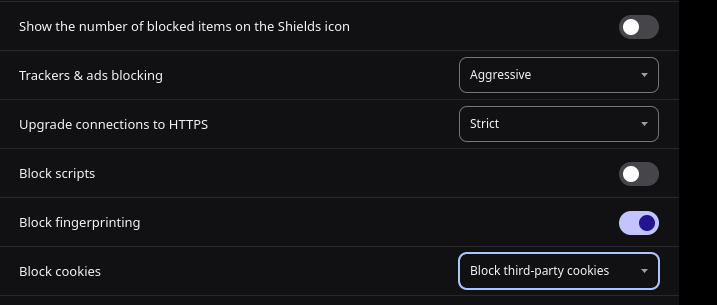 Show the number of blocked items on the Shields icon
Trackers & ads blocking
Aggressive
Upgrade connections to HTTPS
Strict
Block scripts
Block fingerprinting
Block cookies
Block third-party cookies